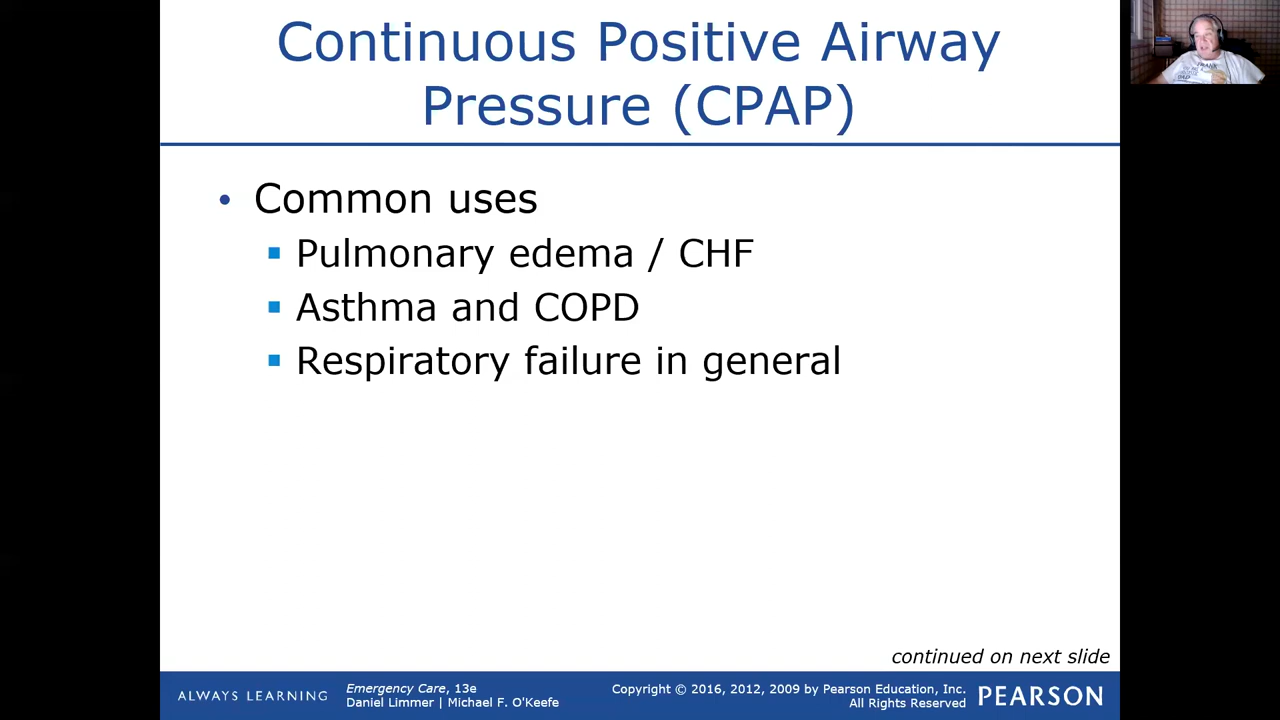 Continuous Positive Airway
Pressure (CPAP)
• Common uses
▪ Pulmonary edema / CHF
▪ Asthma and COPD
▪ Respiratory failure in general
continued on next slide
ALWAYS LEARNING
Emergency Care, 13e
Daniel Limmer | Michael F. O'Keefe
Copyright © 2016, 2012, 2009 by Pearson Education, Inc.
All Rights Reserved
PEARSON